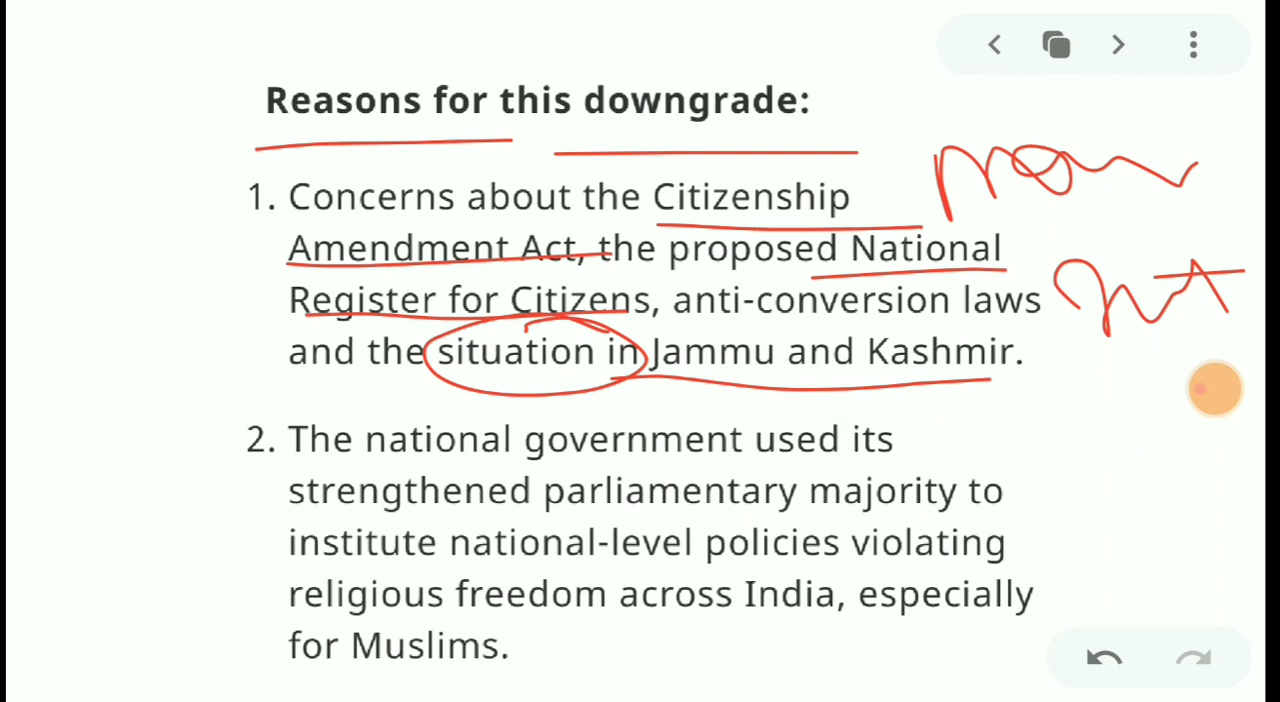 Reasons for this downgrade:
1. Concerns about the Citizenship
Amendment Act, the proposed National
Register for Citizens, anti-conversion laws
and the situation in Jammu and Kashmir.
2. The national government used its
strengthened parliamentary majority to
institute national-level policies violating
religious freedom across India, especially
for Muslims.